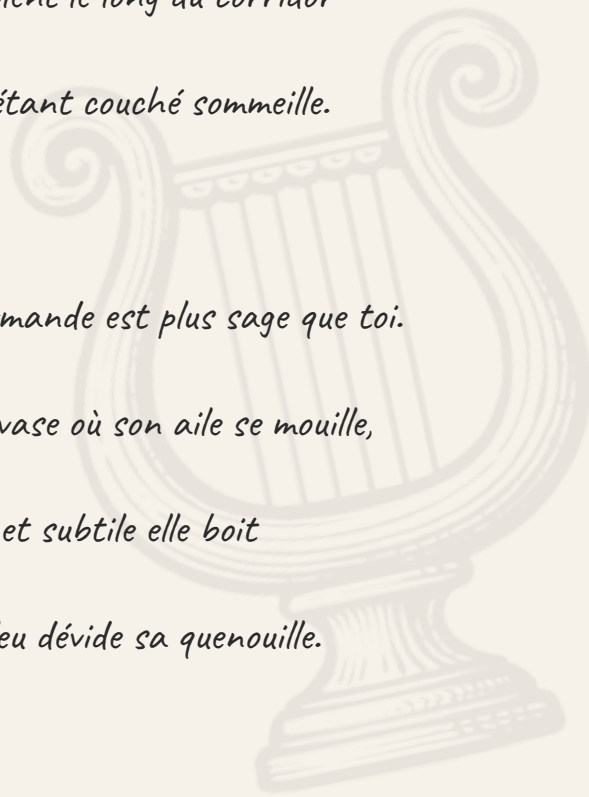 le long du corridor
étant couché sommeille.
mande est plus sage que toi.
vase où son aile se mouille,
et subtile elle boit
eu dévide sa quenouille.